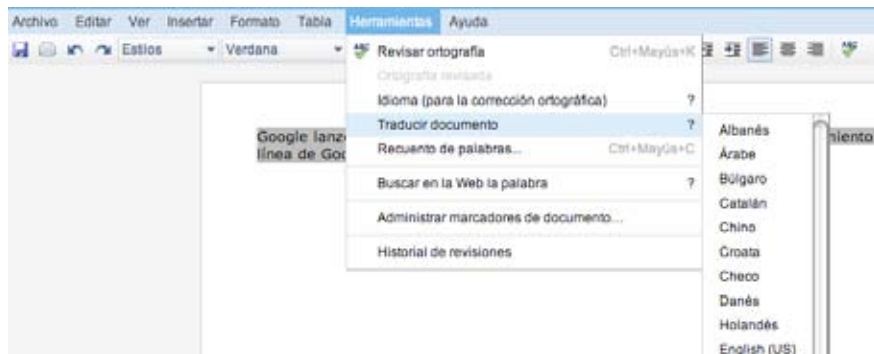 Archivo Editar Ver Insertar Formato Tabla Herramientas Ayuda
Estilos Verdana
Revisar ortografía Ctrl+Mayús+K
Ortografía revisada
Idioma (para la corrección ortográfica) ?
Traducir documento ?
Recuento de palabras... Ctrl+Mayús+C
Buscar en la Web la palabra ?
Administrar marcadores de documento...
Historial de revisiones
Albanés
Árabe
Búlgaro
Catalán
Chino
Croata
Checo
Danés
Holandés
English (US)
Google lanz
línea de Goo
miento